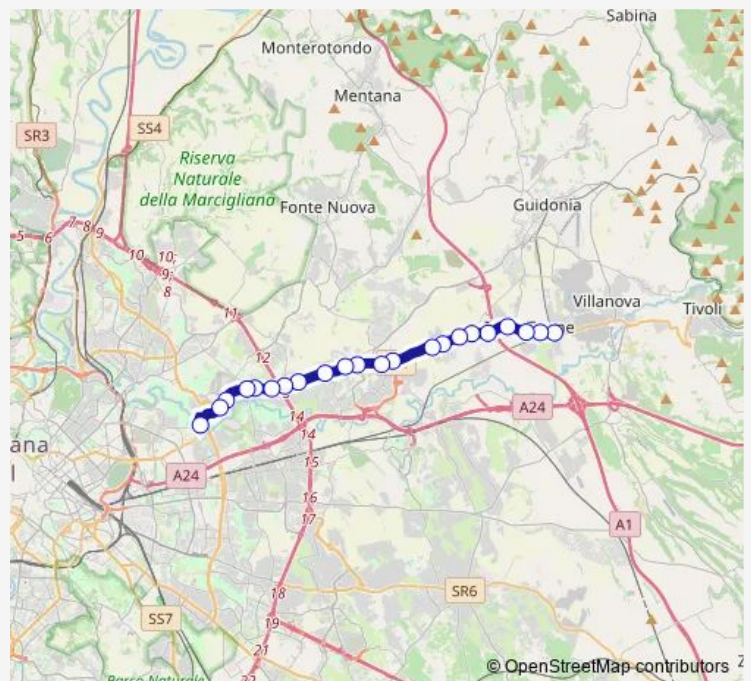 Sabina
Monterotondo
Mentana
SS4
SR3
Riserva
Naturale
della Marcigliana
Fonte Nuova
Guidonia
5
6
7
8
9
10
10;
9;
8
11
Villanova
Tivoli
12
14
A24
14
15
A24
16
17
A1
18
SR6
19
SS7
21
22
© OpenStreetMap contributors